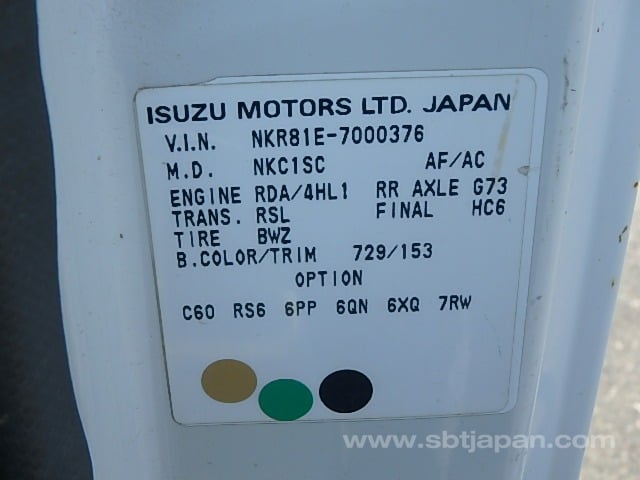 ISUZU MOTORS LTD. JAPAN
V.I.N. NKR81E-7000376
M.D. NKC1SC AF/AC
ENGINE RDA/4HL1 RR AXLE G73
TRANS. RSL FINAL HC6
TIRE BWZ
B.COLOR/TRIM 729/153
OPTION
C60 RS6 6PP 6QN 6XQ 7RW
www.sbtjapan.com